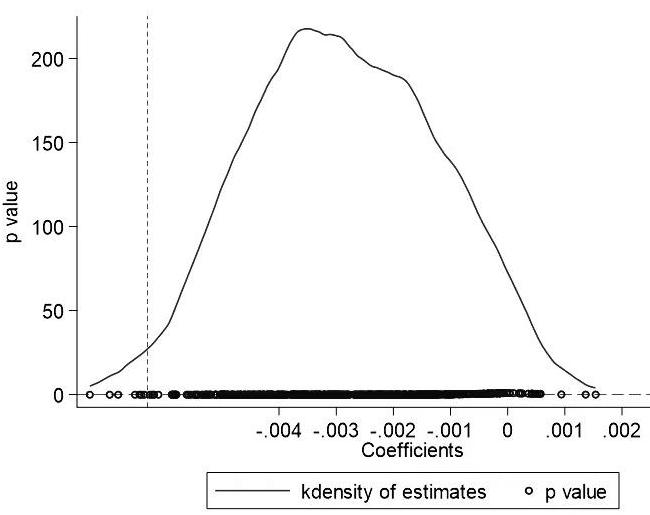 200
150
100
50
0
p value
-.004 -.003 -.002 -.001 0 .001 .002
Coefficients
kdensity of estimates p value